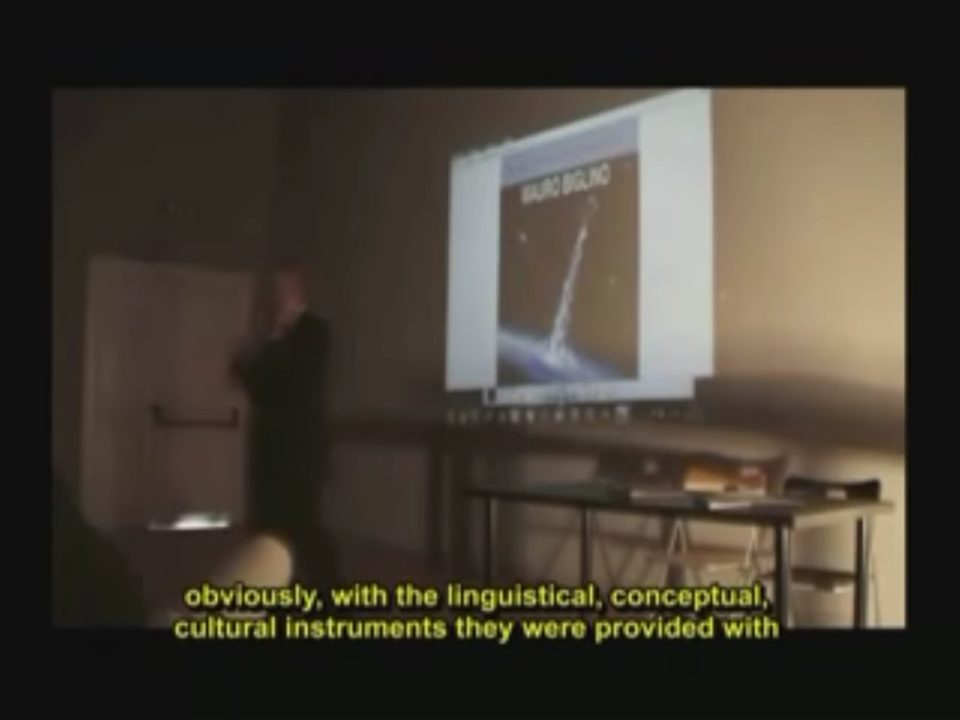 MAURO BIGLINO
obviously, with the linguistical, conceptual,
cultural instruments they were provided with